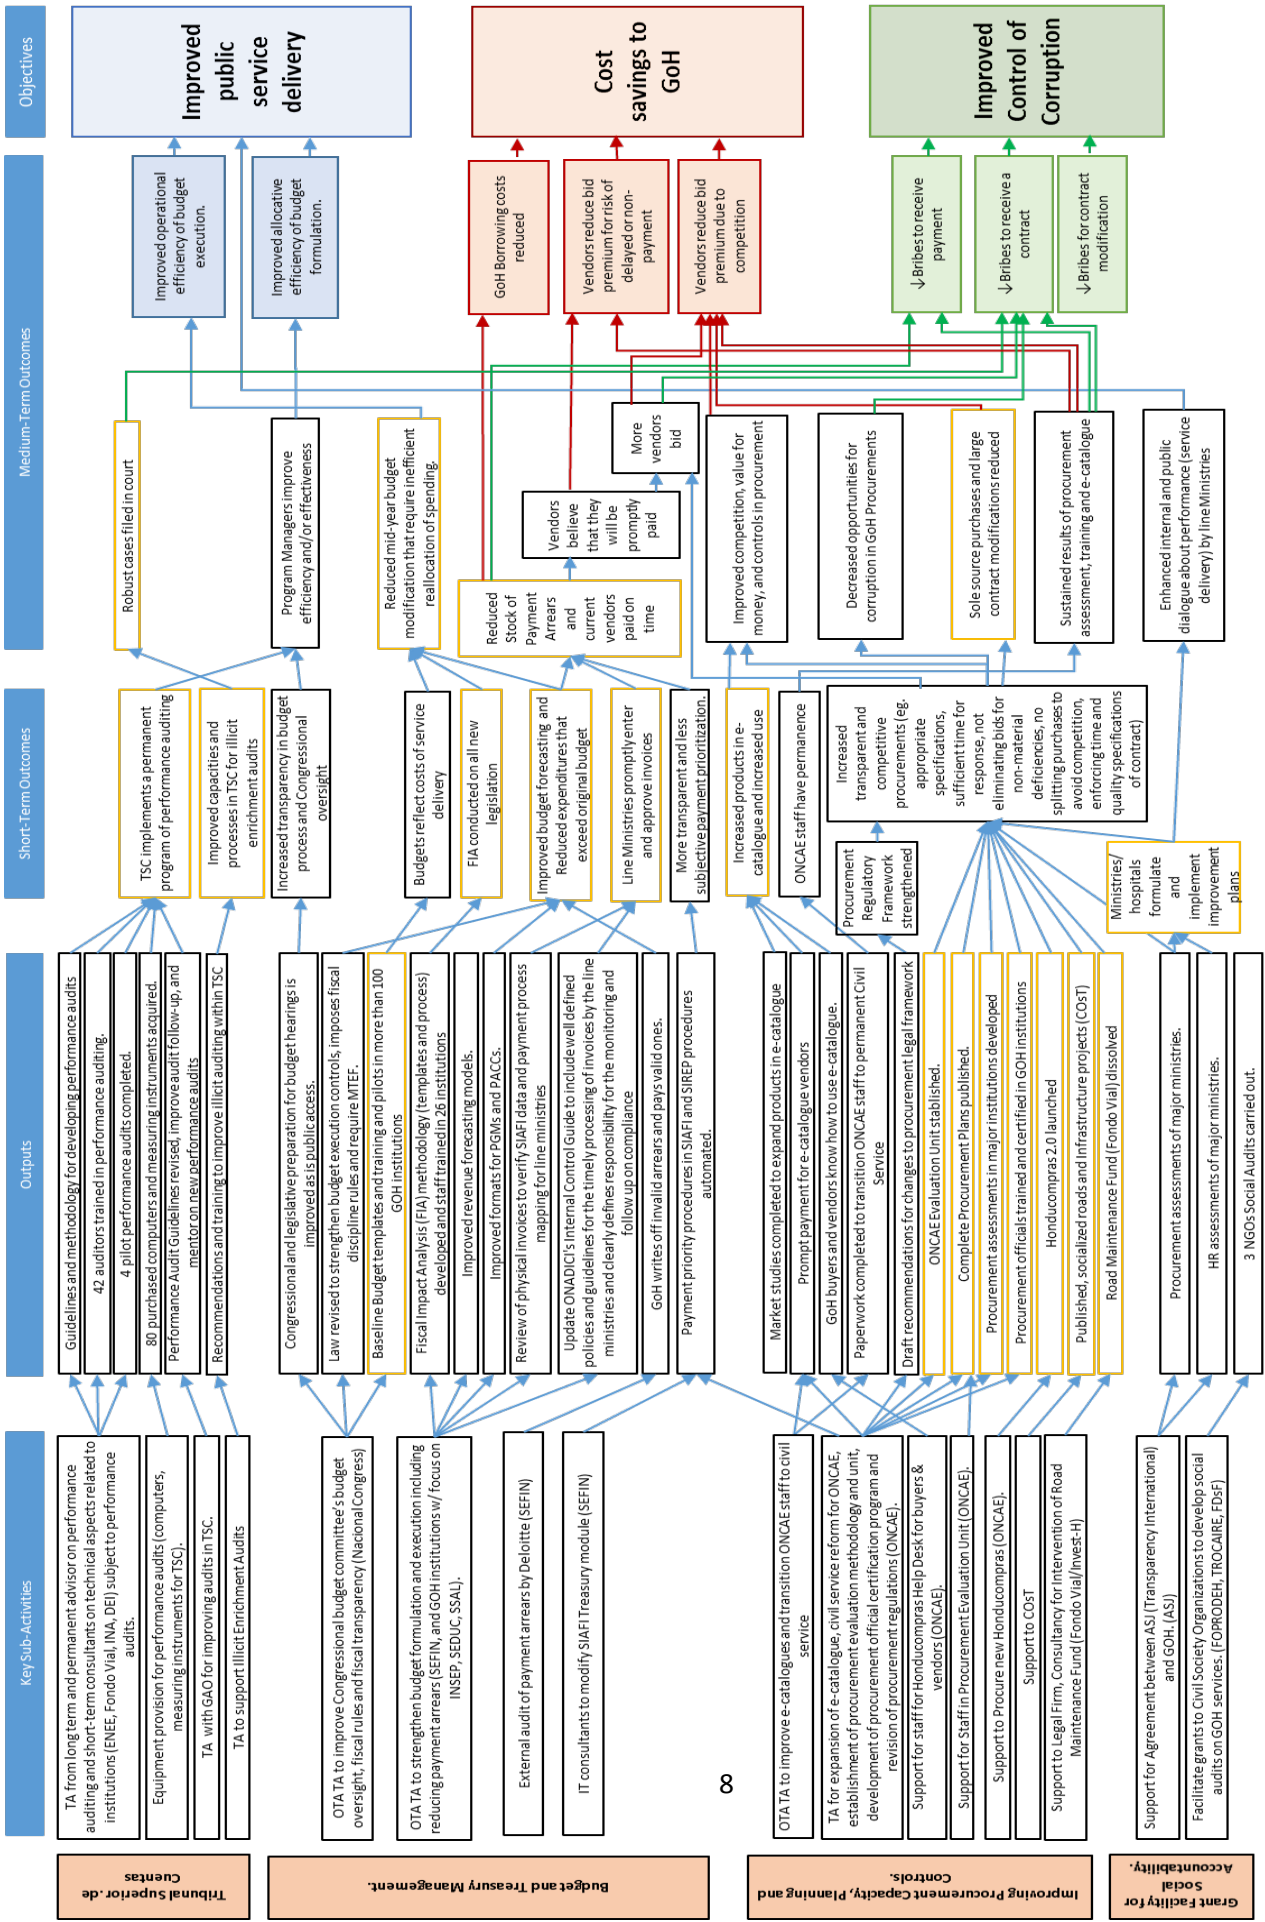 Key Sub-Activities
Outputs
Short-Term Outcomes
Medium-Term Outcomes
Objectives
Tribunal Superior. de
Cuentas
TA from long term and permanent advisor on performance
auditing and short-term consultants on technical aspects related to
institutions (ENEE, Fondo Vial, INA, DEI) subject to performance
audits.
Equipment provision for performance audits (computers,
measuring instruments for TSC).
TA with GAO for improving audits in TSC.
TA to support Illicit Enrichment Audits
Guidelines and methodology for developing performance audits
42 auditors trained in performance auditing.
4 pilot performance audits completed.
80 purchased computers and measuring instruments acquired.
Performance Audit Guidelines revised, improve audit follow-up, and
mentor on new performance audits
Recommendations and training to improve illicit auditing within TSC
TSC implements a permanent
program of performance auditing
Improved capacities and
processes in TSC for illicit
enrichment audits
Increased transparency in budget
process and Congressional
oversight
Robust cases filed in court
Program Managers improve
efficiency and/or effectiveness
Improved operational
efficiency of budget
execution.
Improved allocative
efficiency of budget
formulation.
Improved
public
service
delivery
Budget and Treasury Management.
OTA TA to improve Congressional budget committee's budget
oversight, fiscal rules and fiscal transparency (Nacional Congress)
OTA TA to strengthen budget formulation and execution including
reducing payment arrears (SEFIN, and GOH institutions w/ focus on
INSEP, SEDUC, SSAL).
External audit of payment arrears by Deloitte (SEFIN)
IT consultants to modify SIAFI Treasury module (SEFIN)
Congressional and legislative preparation for budget hearings is
improved as is public access.
Law revised to strengthen budget execution controls, imposes fiscal
discipline rules and require MTEF.
Baseline Budget templates and training and pilots in more than 100
GOH institutions
Fiscal Impact Analysis (FIA) methodology (templates and process)
developed and staff trained in 26 institutions
Improved revenue forecasting models.
Improved formats for PGMs and PACCs.
Review of physical invoices to verify SIAFI data and payment process
mapping for line ministries
Update ONADICI's Internal Control Guide to include well defined
policies and guidelines for the timely processing of invoices by the line
ministries and clearly defines responsibility for the monitoring and
follow up on compliance
GoH writes off invalid arrears and pays valid ones.
Payment priority procedures in SIAFI and SIREP procedures
automated.
Budgets reflect costs of service
delivery
FIA conducted on all new
legislation
Improved budget forecasting and
Reduced expenditures that
exceed original budget
Line Ministries promptly enter
and approve invoices
More transparent and less
subjective payment prioritization.
Reduced mid-year budget
modification that require inefficient
reallocation of spending.
Reduced
Stock of
Payment
Arrears
and
current
vendors
paid on
time
Vendors
believe
that they
will be
promptly
paid
More
vendors
bid
GoH Borrowing costs
reduced
Vendors reduce bid
premium for risk of
delayed or non-
payment
Vendors reduce bid
premium due to
competition
Cost
savings to
GoH
8
Improving Procurement Capacity, Planning and
Controls.
OTA TA to improve e-catalogues and transition ONCAE staff to civil
service
TA for expansion of e-catalogue, civil service reform for ONCAE,
establishment of procurement evaluation methodology and unit,
development of procurement official certification program and
revision of procurement regulations (ONCAE).
Support for staff for Honducompras Help Desk for buyers &
vendors (ONCAE).
Support for Staff in Procurement Evaluation Unit (ONCAE).
Support to Procure new Honducompras (ONCAE).
Support to CoST
Support to Legal Firm, Consultancy for Intervention of Road
Maintenance Fund (Fondo Vial/Invest-H)
Market studies completed to expand products in e-catalogue
Prompt payment for e-catalogue vendors
GoH buyers and vendors know how to use e-catalogue.
Paperwork completed to transition ONCAE staff to permanent Civil
Service
Draft recommendations for changes to procurement legal framework
ONCAE Evaluation Unit established.
Complete Procurement Plans published.
Procurement assessments in major institutions developed
Procurement officials trained and certified in GOH institutions
Honducompras 2.0 launched
Published, socialized roads and Infrastructure projects (COsT)
Road Maintenance Fund (Fondo Vial) dissolved
Increased products in e-
catalogue and increased use
ONCAE staff have permanence
Procurement
Regulatory
Framework
strengthened
Increased
transparent and
competitive
procurements (eg.
appropriate
specifications,
sufficient time for
response, not
eliminating bids for
non-material
deficiencies, no
splitting purchases to
avoid competition,
enforcing time and
quality specifications
of contract)
Improved competition, value for
money, and controls in procurement
Decreased opportunities for
corruption in GoH Procurements
Sole source purchases and large
contract modifications reduced
Sustained results of procurement
assessment, training and e-catalogue
↓Bribes to receive
payment
↓Bribes to receive a
contract
↓Bribes for contract
modification
Improved
Control of
Corruption
Grant Facility for
Social
Accountability.
Support for Agreement between ASJ (Transparency International)
and GOH. (ASJ)
Facilitate grants to Civil Society Organizations to develop social
audits on GOH services. (FOPRODEH, TROCAIRE, FDsF)
Procurement assessments of major ministries.
HR assessments of major ministries.
3 NGOs Social Audits carried out.
Ministries/
hospitals
formulate
and
implement
improvement
plans
Enhanced internal and public
dialogue about performance (service
delivery) by line Ministries